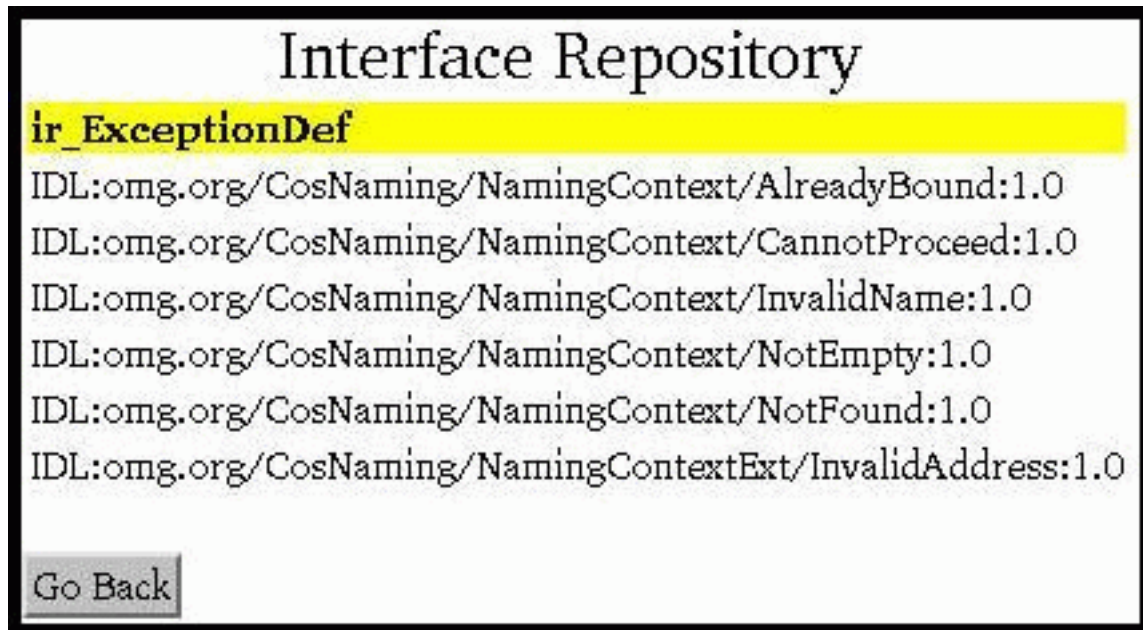 Interface Repository
ir_ExceptionDef
IDL:omg.org/CosNaming/NamingContext/AlreadyBound:1.0
IDL:omg.org/CosNaming/NamingContext/CannotProceed:1.0
IDL:omg.org/CosNaming/NamingContext/InvalidName:1.0
IDL:omg.org/CosNaming/NamingContext/NotEmpty:1.0
IDL:omg.org/CosNaming/NamingContext/NotFound:1.0
IDL:omg.org/CosNaming/NamingContextExt/InvalidAddress:1.0
Go Back